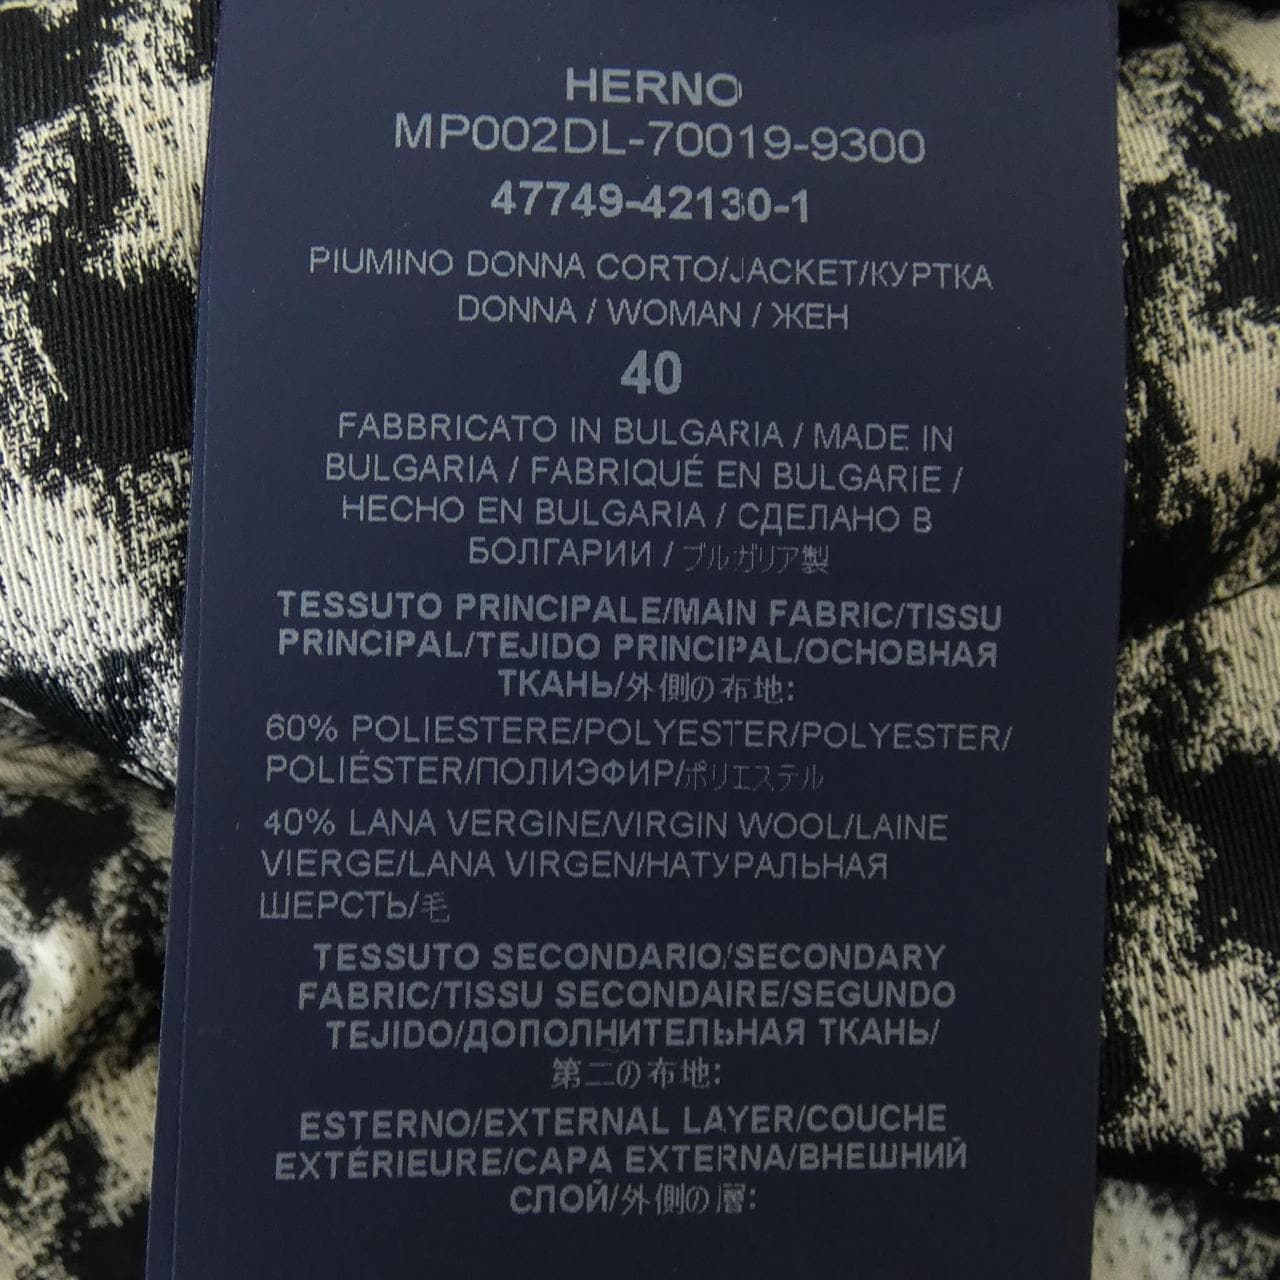 HERNO
MP002DL-70019-9300
47749-42130-1
PIUMINO DONNA CORTO/JACKET/КУРТКА
DONNA / WOMAN / ЖЕН
40
FABBRICATO IN BULGARIA / MADE IN
BULGARIA / FABRIQUÉ EN BULGARIE /
HECHO EN BULGARIA / СДЕЛАНО В
БОЛГАРИИ / ブルガリア製
TESSUTO PRINCIPALE/MAIN FABRIC/TISSU
PRINCIPAL/TEJIDO PRINCIPAL/ОСНОВНАЯ
ТКАНЬ/外側の布地:
60% POLIESTERE/POLYESTER/POLYESTER/
POLIÉSTER/ПОЛИЭФИР/ポリエステル
40% LANA VERGINE/VIRGIN WOOL/LAINE
VIERGE/LANA VIRGEN/НАТУРАЛЬНАЯ
ШЕРСТЬ/毛
TESSUTO SECONDARIO/SECONDARY
FABRIC/TISSU SECONDAIRE/SEGUNDO
TEJIDO/ДОПОЛНИТЕЛЬНАЯ ТКАНЬ/
第二の布地:
ESTERNO/EXTERNAL LAYER/COUCHE
EXTÉRIEURE/CAPA EXTERNA/ВНЕШНИЙ
СЛОЙ/外側の層: